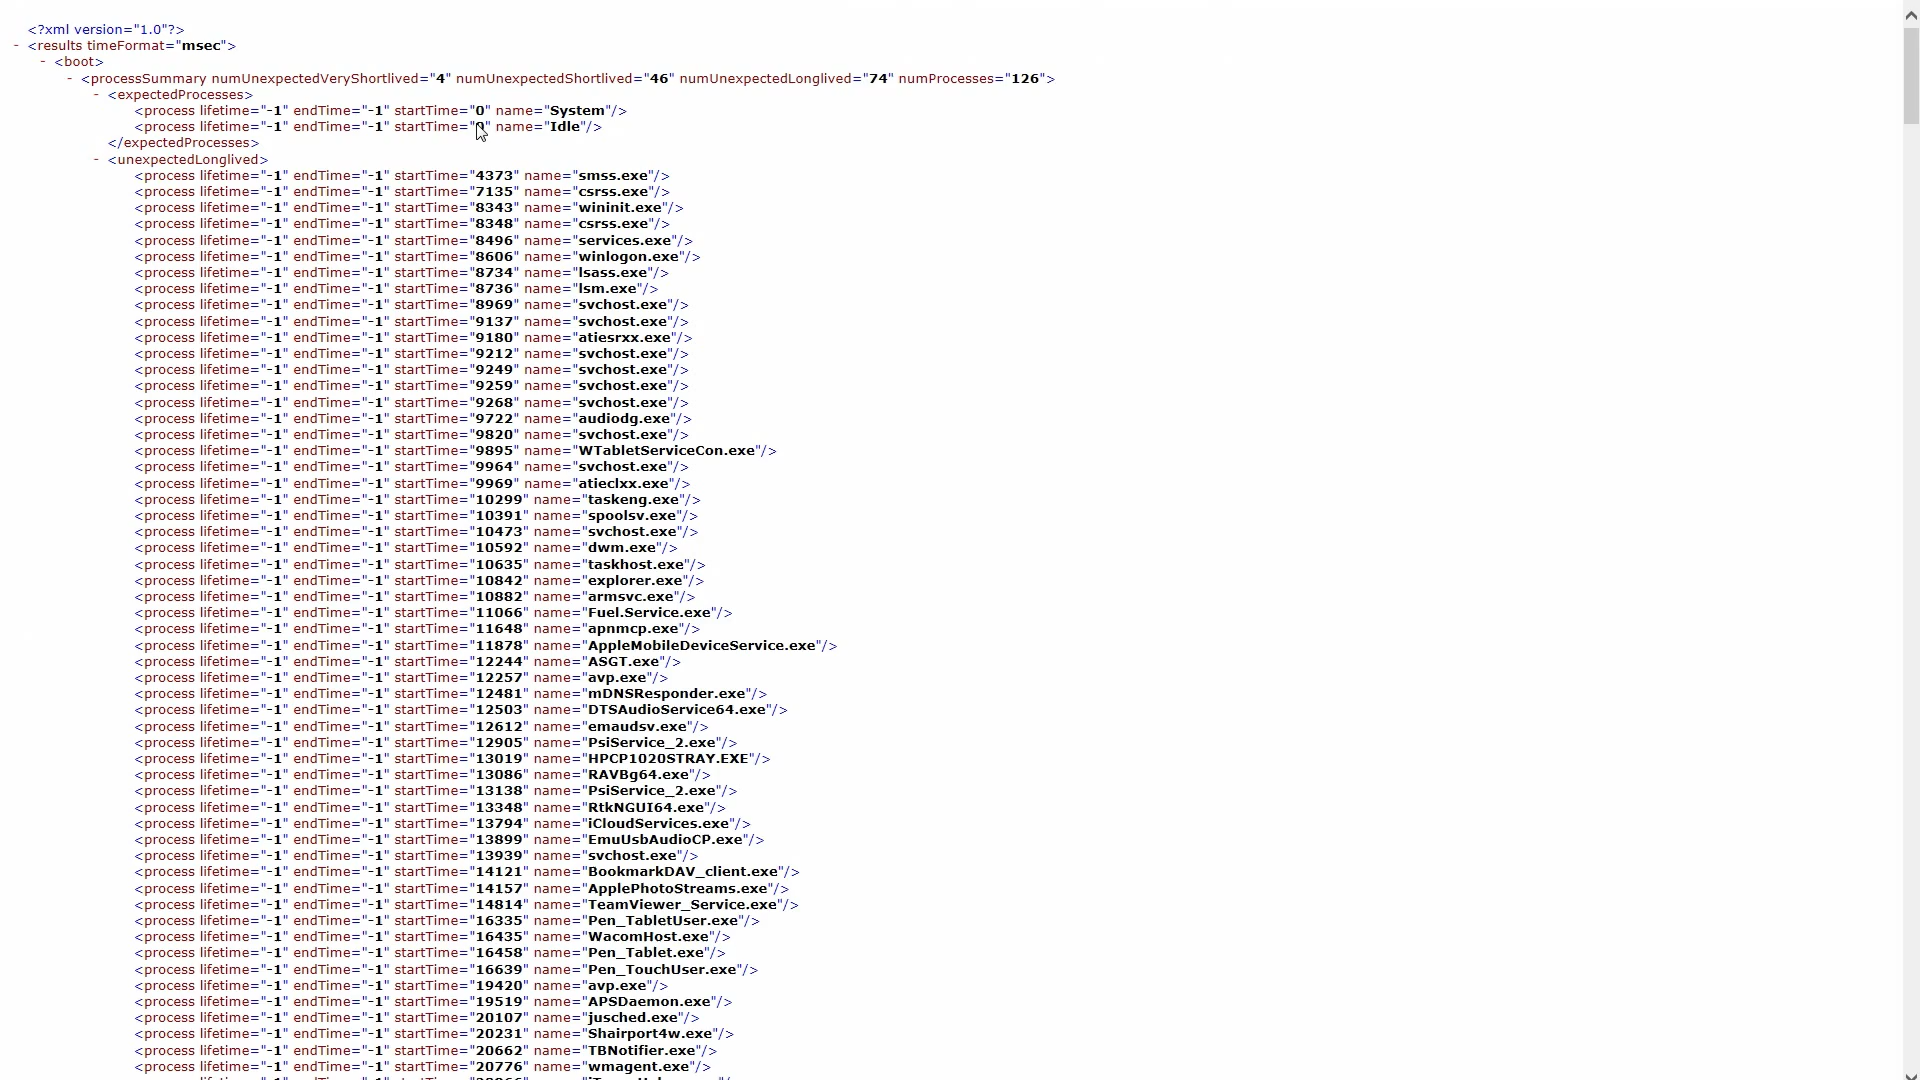 <?xml version="1.0"?>
- <results timeFormat="msec">
- <boot>
- <processSummary numUnexpectedVeryShortlived="4" numUnexpectedShortlived="46" numUnexpectedLonglived="74" numProcesses="126">
- <expectedProcesses>
<process lifetime="-1" endTime="-1" startTime="0" name="System"/>
<process lifetime="-1" endTime="-1" startTime="0" name="Idle"/>
</expectedProcesses>
- <unexpectedLonglived>
<process lifetime="-1" endTime="-1" startTime="4373" name="smss.exe"/>
<process lifetime="-1" endTime="-1" startTime="7135" name="csrss.exe"/>
<process lifetime="-1" endTime="-1" startTime="8343" name="wininit.exe"/>
<process lifetime="-1" endTime="-1" startTime="8348" name="csrss.exe"/>
<process lifetime="-1" endTime="-1" startTime="8496" name="services.exe"/>
<process lifetime="-1" endTime="-1" startTime="8606" name="winlogon.exe"/>
<process lifetime="-1" endTime="-1" startTime="8734" name="lsass.exe"/>
<process lifetime="-1" endTime="-1" startTime="8736" name="lsm.exe"/>
<process lifetime="-1" endTime="-1" startTime="8969" name="svchost.exe"/>
<process lifetime="-1" endTime="-1" startTime="9137" name="svchost.exe"/>
<process lifetime="-1" endTime="-1" startTime="9180" name="atiesrxx.exe"/>
<process lifetime="-1" endTime="-1" startTime="9212" name="svchost.exe"/>
<process lifetime="-1" endTime="-1" startTime="9249" name="svchost.exe"/>
<process lifetime="-1" endTime="-1" startTime="9259" name="svchost.exe"/>
<process lifetime="-1" endTime="-1" startTime="9268" name="svchost.exe"/>
<process lifetime="-1" endTime="-1" startTime="9722" name="audiodg.exe"/>
<process lifetime="-1" endTime="-1" startTime="9820" name="svchost.exe"/>
<process lifetime="-1" endTime="-1" startTime="9895" name="WTabletServiceCon.exe"/>
<process lifetime="-1" endTime="-1" startTime="9964" name="svchost.exe"/>
<process lifetime="-1" endTime="-1" startTime="9969" name="atieclxx.exe"/>
<process lifetime="-1" endTime="-1" startTime="10299" name="taskeng.exe"/>
<process lifetime="-1" endTime="-1" startTime="10391" name="spoolsv.exe"/>
<process lifetime="-1" endTime="-1" startTime="10473" name="svchost.exe"/>
<process lifetime="-1" endTime="-1" startTime="10592" name="dwm.exe"/>
<process lifetime="-1" endTime="-1" startTime="10635" name="taskhost.exe"/>
<process lifetime="-1" endTime="-1" startTime="10842" name="explorer.exe"/>
<process lifetime="-1" endTime="-1" startTime="10882" name="armsvc.exe"/>
<process lifetime="-1" endTime="-1" startTime="11066" name="Fuel.Service.exe"/>
<process lifetime="-1" endTime="-1" startTime="11648" name="apnmcp.exe"/>
<process lifetime="-1" endTime="-1" startTime="11878" name="AppleMobileDeviceService.exe"/>
<process lifetime="-1" endTime="-1" startTime="12244" name="ASGT.exe"/>
<process lifetime="-1" endTime="-1" startTime="12257" name="avp.exe"/>
<process lifetime="-1" endTime="-1" startTime="12481" name="mDNSResponder.exe"/>
<process lifetime="-1" endTime="-1" startTime="12503" name="DTSAudioService64.exe"/>
<process lifetime="-1" endTime="-1" startTime="12612" name="emaudsv.exe"/>
<process lifetime="-1" endTime="-1" startTime="12905" name="PsiService_2.exe"/>
<process lifetime="-1" endTime="-1" startTime="13019" name="HPCP1020STRAY.EXE"/>
<process lifetime="-1" endTime="-1" startTime="13086" name="RAVBg64.exe"/>
<process lifetime="-1" endTime="-1" startTime="13138" name="PsiService_2.exe"/>
<process lifetime="-1" endTime="-1" startTime="13348" name="RtkNGUI64.exe"/>
<process lifetime="-1" endTime="-1" startTime="13794" name="iCloudServices.exe"/>
<process lifetime="-1" endTime="-1" startTime="13899" name="EmuUsbAudioCP.exe"/>
<process lifetime="-1" endTime="-1" startTime="13939" name="svchost.exe"/>
<process lifetime="-1" endTime="-1" startTime="14121" name="BookmarkDAV_client.exe"/>
<process lifetime="-1" endTime="-1" startTime="14157" name="ApplePhotoStreams.exe"/>
<process lifetime="-1" endTime="-1" startTime="14814" name="TeamViewer_Service.exe"/>
<process lifetime="-1" endTime="-1" startTime="16335" name="Pen_TabletUser.exe"/>
<process lifetime="-1" endTime="-1" startTime="16435" name="WacomHost.exe"/>
<process lifetime="-1" endTime="-1" startTime="16458" name="Pen_Tablet.exe"/>
<process lifetime="-1" endTime="-1" startTime="16639" name="Pen_TouchUser.exe"/>
<process lifetime="-1" endTime="-1" startTime="19420" name="avp.exe"/>
<process lifetime="-1" endTime="-1" startTime="19519" name="APSDaemon.exe"/>
<process lifetime="-1" endTime="-1" startTime="20107" name="jusched.exe"/>
<process lifetime="-1" endTime="-1" startTime="20231" name="Shairport4w.exe"/>
<process lifetime="-1" endTime="-1" startTime="20662" name="TBNotifier.exe"/>
<process lifetime="-1" endTime="-1" startTime="20776" name="wmagent.exe"/>